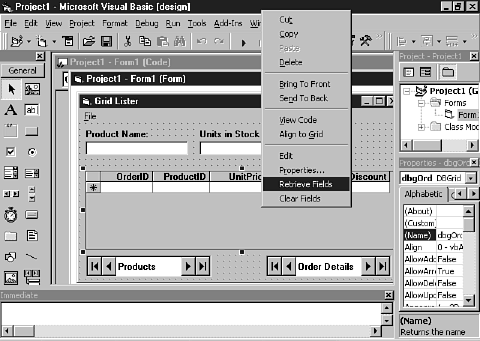 Project1 - Microsoft Visual Basic [design]
File Edit View Project Format Debug Run Tools Add-Ins Win
General
Project1 - Form1 (Code)
Project1 - Form1 (Form)
Grid Lister
File
Product Name:
Units in Stock
OrderID ProductID UnitPric Discount
Products
Order Details
Cut
Copy
Paste
Delete
Bring To Front
Send To Back
View Code
Align to Grid
Edit
Properties...
Retrieve Fields
Clear Fields
Project1 - Pr
Project1 (G
Forms
Form
Class Mod
Properties - dbgOrd
dbgOrd DBGrid
Alphabetic
(About)
(Custom)
(Name) dbgOrd
Align 0 - vbA
AllowAdd False
AllowArr True
AllowDel False
AllowUpd False
(Name)
Returns the name
Immediate